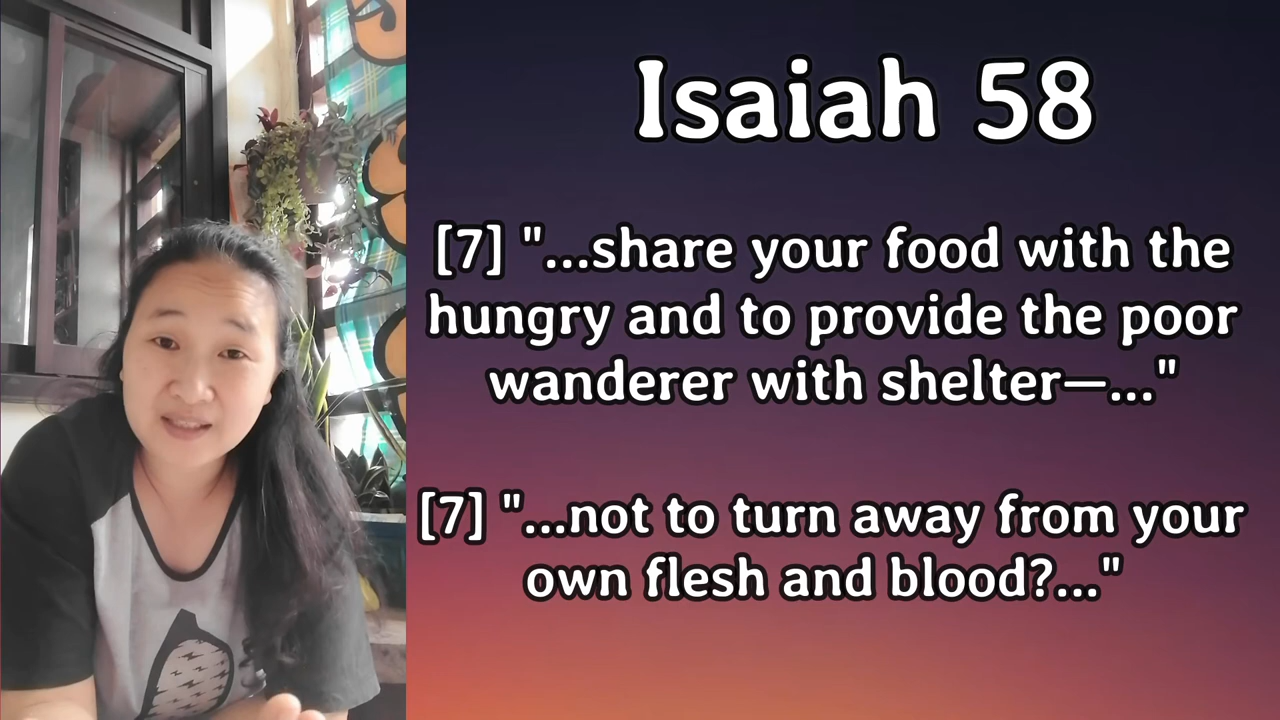 Isaiah 58
[7] "...share your food with the
hungry and to provide the poor
wanderer with shelter—..."
[7] "...not to turn away from your
own flesh and blood?..."